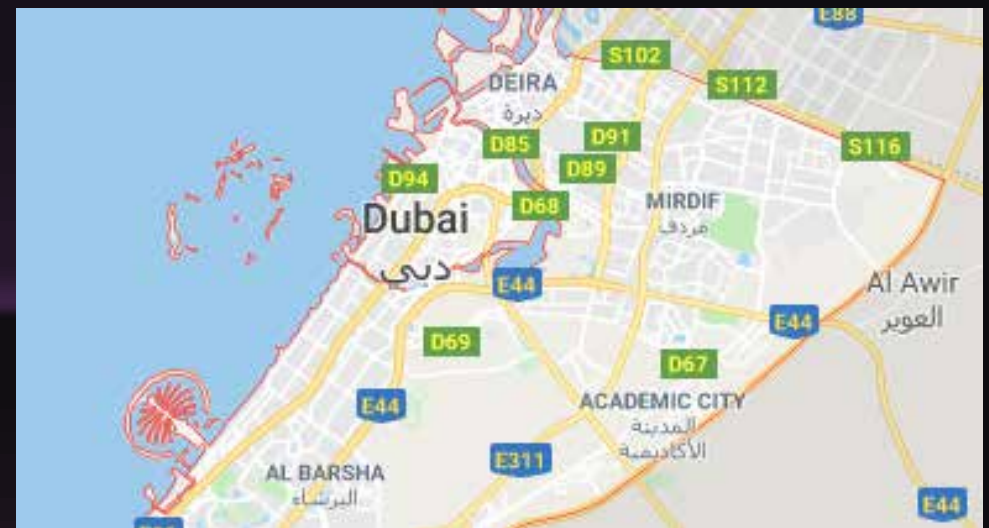 E88
S102
DEIRA
ديرة
S112
D85
D91
S116
D89
D94
MIRDIF
مردف
D68
Dubai
دبي
E44
Al Awir
العوير
E44
D69
D67
E44
ACADEMIC CITY
المدينة
الأكاديمية
E311
AL BARSHA
البرشاء
E44